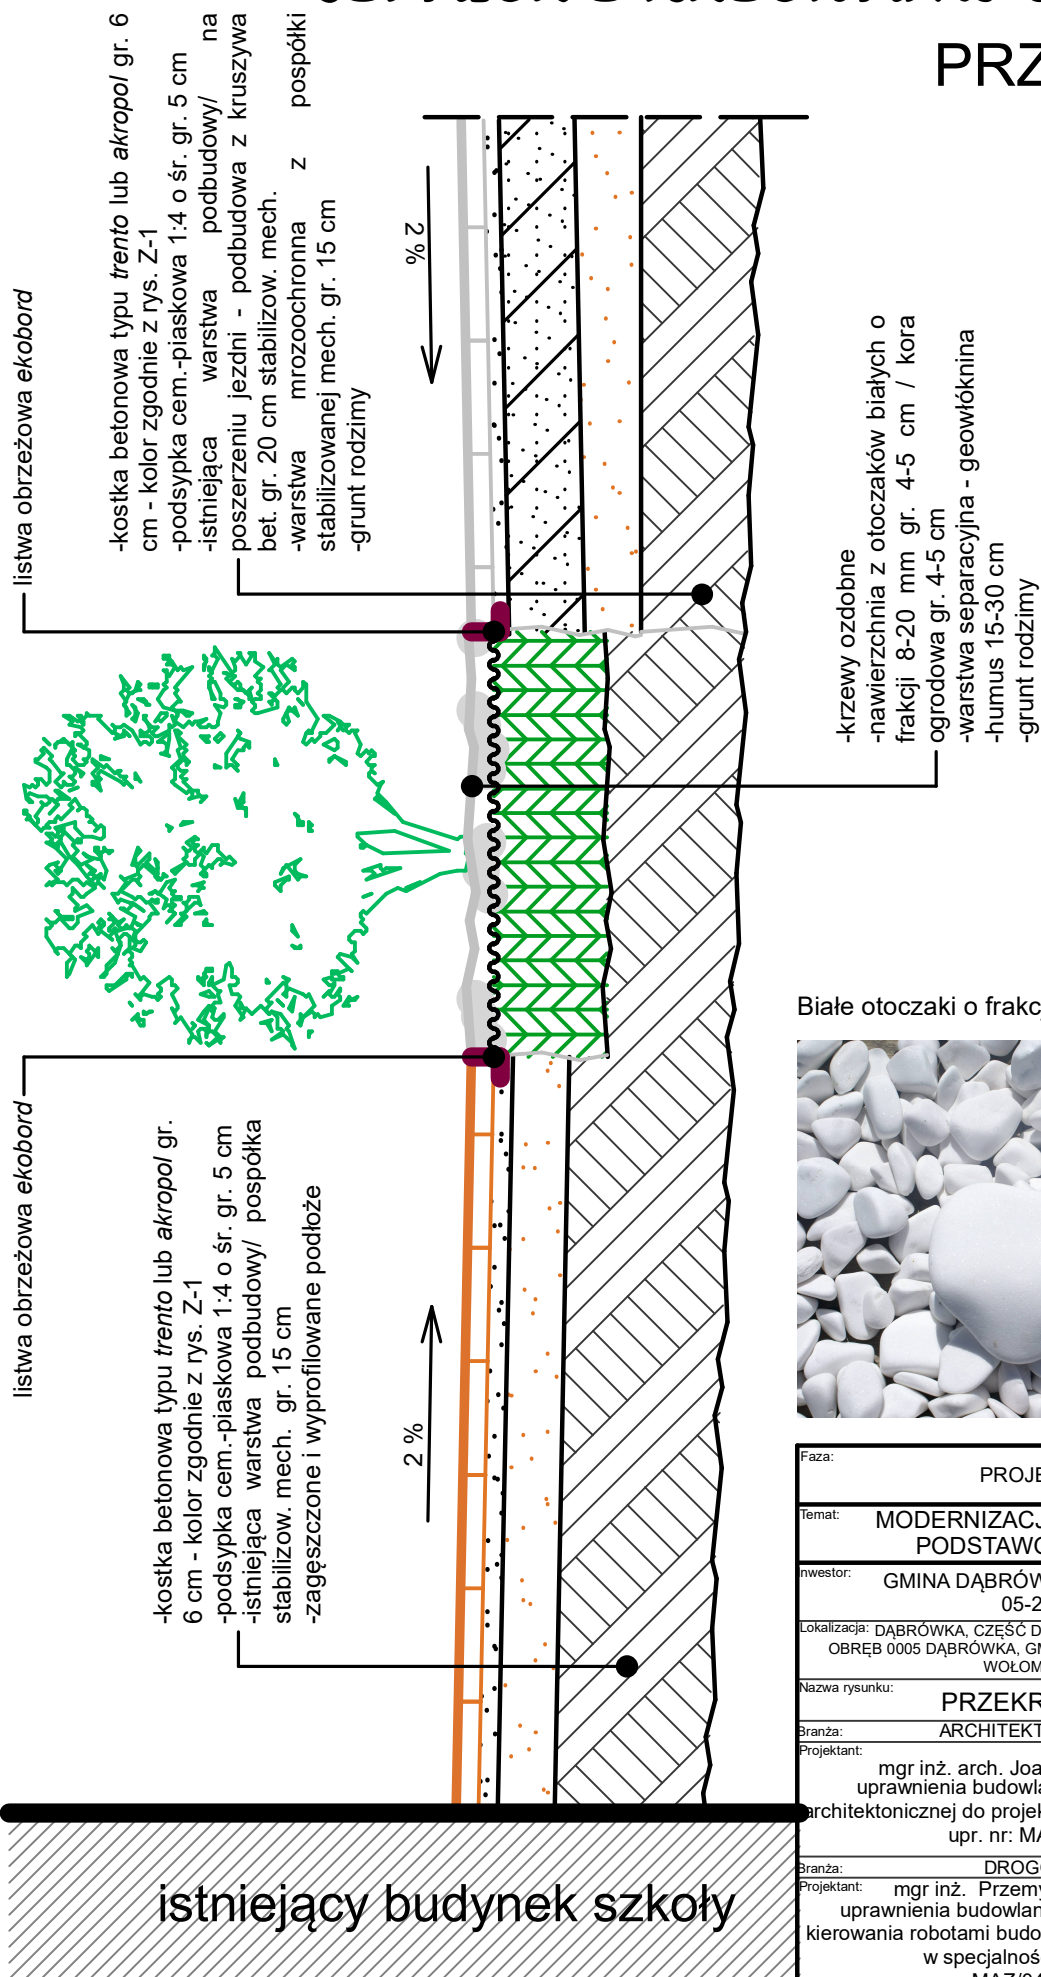 PRZ
listwa obrzeżowa ekobord
-kostka betonowa typu trento lub akropol gr. 6
cm - kolor zgodnie z rys. Z-1
-podsypka cem.-piaskowa 1:4 o śr. gr. 5 cm
-istniejąca warstwa podbudowy/ na
poszerzeniu jezdni - podbudowa z kruszywa
bet. gr. 20 cm stabilizow. mech.
-warstwa mrozoochronna z pospółki
stabilizowanej mech. gr. 15 cm
-grunt rodzimy
2 %
-krzewy ozdobne
-nawierzchnia z otoczaków białych o
frakcji 8-20 mm gr. 4-5 cm / kora
ogrodowa gr. 4-5 cm
-warstwa separacyjna - geowłóknina
-humus 15-30 cm
-grunt rodzimy
listwa obrzeżowa ekobord
-kostka betonowa typu trento lub akropol gr.
6 cm - kolor zgodnie z rys. Z-1
-podsypka cem.-piaskowa 1:4 o śr. gr. 5 cm
-istniejąca warstwa podbudowy/ pospółka
stabilizow. mech. gr. 15 cm
-zagęszczone i wyprofilowane podłoże
2 %
Białe otoczaki o frakc
istniejący budynek szkoły
Faza:
PROJE
Temat:
MODERNIZACJ
PODSTAWO
nwestor:
GMINA DĄBRÓW
05-2
Lokalizacja: DĄBRÓWKA, CZĘŚĆ D
OBRĘB 0005 DĄBRÓWKA, GM
WOŁOM
Nazwa rysunku:
PRZEKR
Branża:
ARCHITEKT
Projektant:
mgr inż. arch. Joa
uprawnienia budowla
architektonicznej do projek
upr. nr: MA
Branża:
DROG
Projektant:
mgr inż. Przemy
uprawnienia budowlan
kierowania robotami budo
w specjalnoś